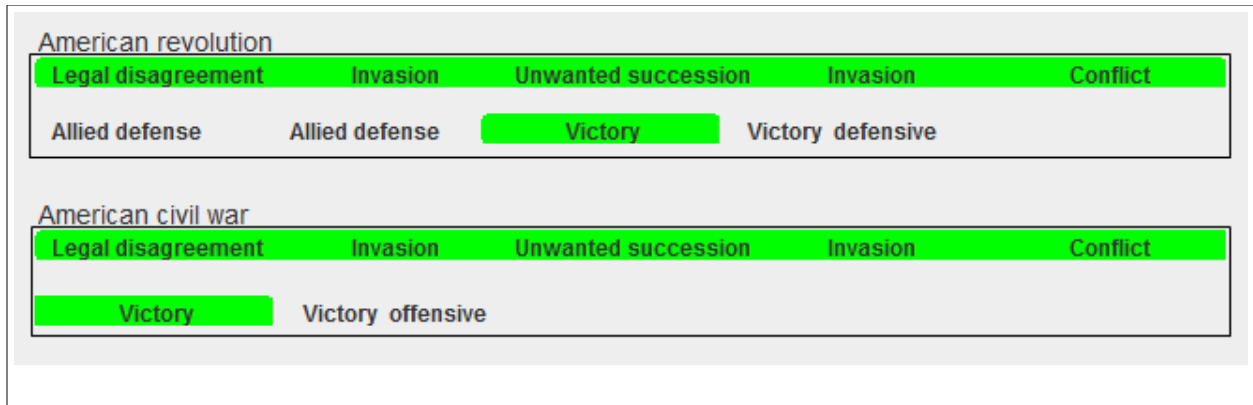 American revolution
Legal disagreement Invasion Unwanted succession Invasion Conflict
Allied defense Allied defense Victory Victory defensive
American civil war
Legal disagreement Invasion Unwanted succession Invasion Conflict
Victory Victory offensive